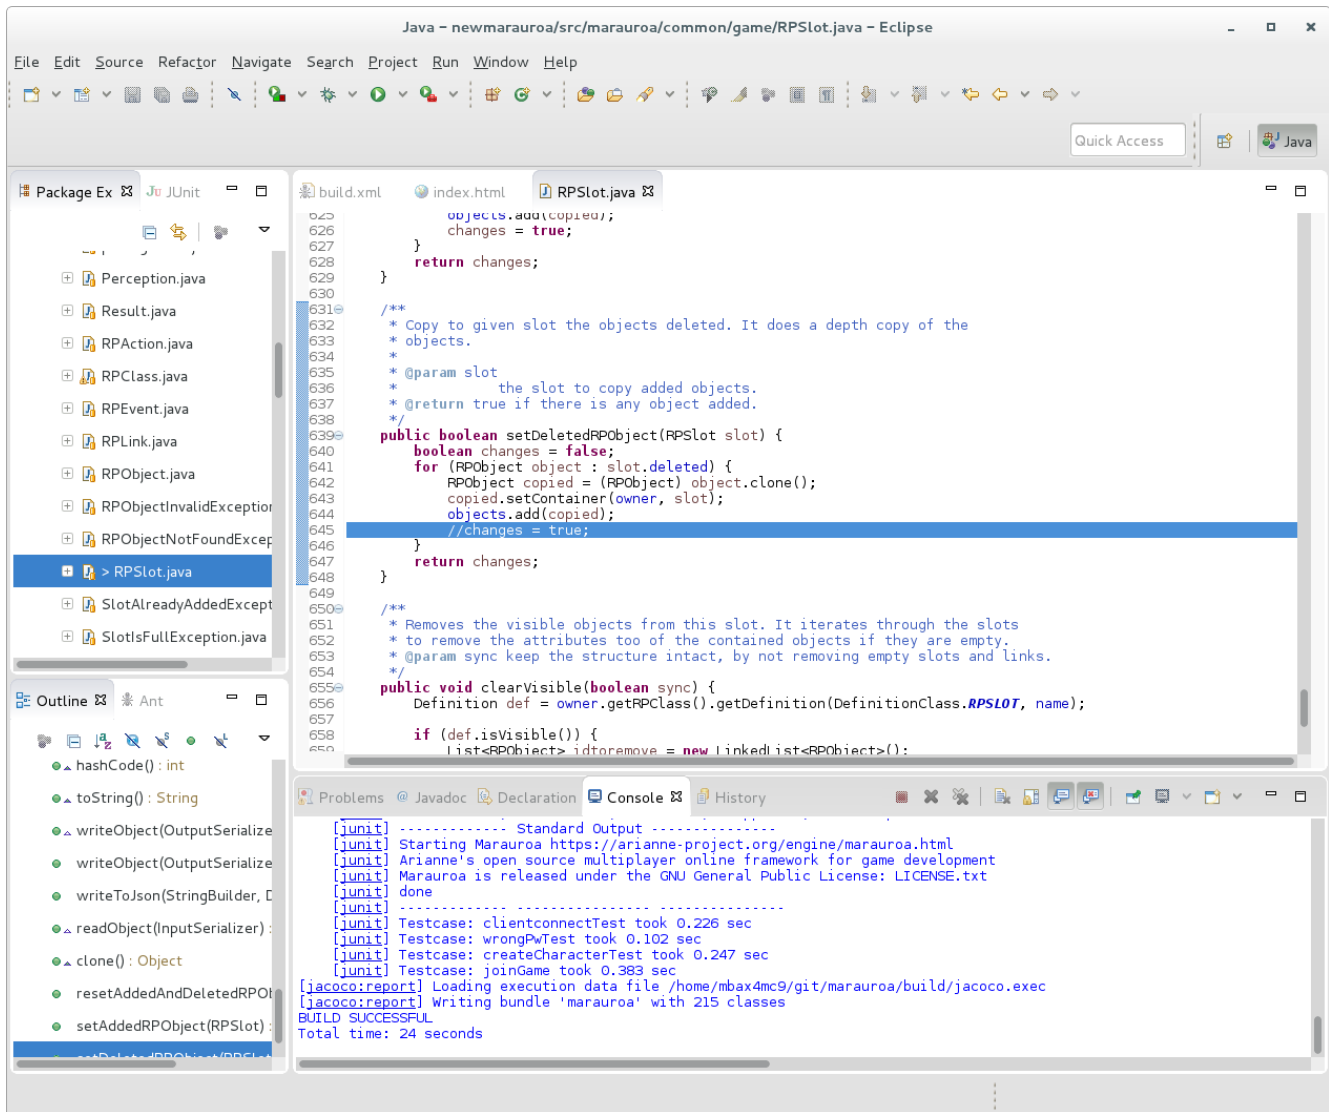 Java – newmarauroa/src/marauroa/common/game/RPSlot.java – Eclipse
File Edit Source Refactor Navigate Search Project Run Window Help
Quick Access
Java
Package Ex
JUnit
Perception.java
Result.java
RPAction.java
RPClass.java
RPEvent.java
RPLink.java
RPObject.java
RPObjectInvalidException
RPObjectNotFoundExcep
> RPSlot.java
SlotAlreadyAddedExcept
SlotIsFullException.java
Outline
Ant
hashCode() : int
toString() : String
writeObject(OutputSerialize
writeObject(OutputSerialize
writeToJson(StringBuilder, D
readObject(InputSerializer) :
clone() : Object
resetAddedAndDeletedRPOb
setAddedRPObject(RPSlot) :
setDeletedRPObject(RPSlot
build.xml
index.html
RPSlot.java
625 objects.add(copied);
626 changes = true;
627 }
628 return changes;
629 }
630
631 /**
632 * Copy to given slot the objects deleted. It does a depth copy of the
633 * objects.
634 *
635 * @param slot
636 * the slot to copy added objects.
637 * @return true if there is any object added.
638 */
639 public boolean setDeletedRPObject(RPSlot slot) {
640 boolean changes = false;
641 for (RPObject object : slot.deleted) {
642 RPObject copied = (RPObject) object.clone();
643 copied.setContainer(owner, slot);
644 objects.add(copied);
645 //changes = true;
646 }
647 return changes;
648 }
649
650 /**
651 * Removes the visible objects from this slot. It iterates through the slots
652 * to remove the attributes too of the contained objects if they are empty.
653 * @param sync keep the structure intact, by not removing empty slots and links.
654 */
655 public void clearVisible(boolean sync) {
656 Definition def = owner.getRPClass().getDefinition(DefinitionClass.RPSLOT, name);
657
658 if (def.isVisible()) {
659 List<RPObject> idtoremove = new LinkedList<RPObject>();
Problems
Javadoc
Declaration
Console
History
[junit] ------------- Standard Output ---------------
[junit] Starting Marauroa https://arianne-project.org/engine/marauroa.html
[junit] Arianne's open source multiplayer online framework for game development
[junit] Marauroa is released under the GNU General Public License: LICENSE.txt
[junit] done
[junit] ------------- ---------------- ---------------
[junit] Testcase: clientconnectTest took 0.226 sec
[junit] Testcase: wrongPwTest took 0.102 sec
[junit] Testcase: createCharacterTest took 0.247 sec
[junit] Testcase: joinGame took 0.383 sec
[jacoco:report] Loading execution data file /home/mbax4mc9/git/marauroa/build/jacoco.exec
[jacoco:report] Writing bundle 'marauroa' with 215 classes
BUILD SUCCESSFUL
Total time: 24 seconds